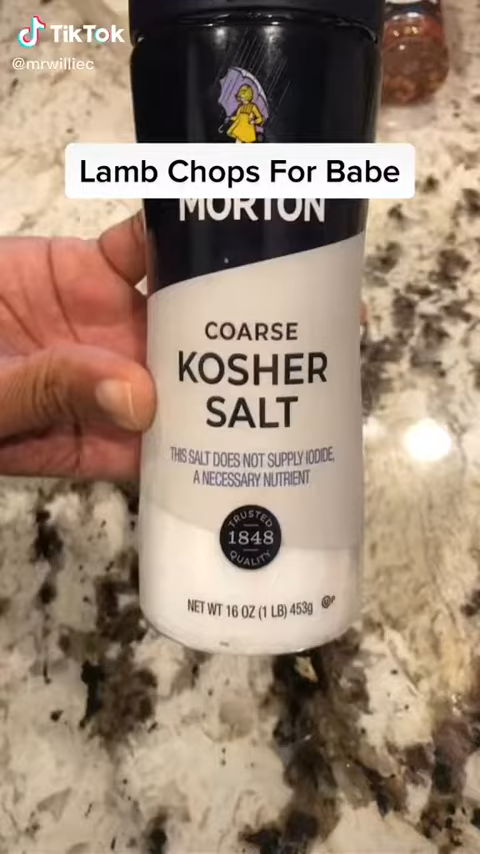 TikTok
@mrwilliec
Lamb Chops For Babe
MORTON
COARSE
KOSHER
SALT
THIS SALT DOES NOT SUPPLY IODIDE,
A NECESSARY NUTRIENT
TRUSTED
1848
QUALITY
NET WT 16 OZ (1 LB) 453g